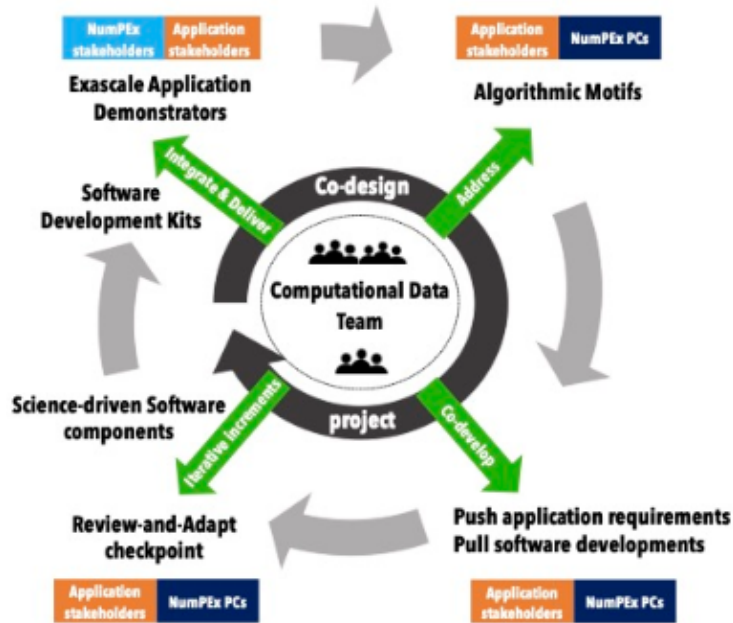 NumPEx stakeholders
Application stakeholders
Exascale Application
Demonstrators
Application stakeholders
NumPEx PCs
Algorithmic Motifs
Integrate & Deliver
Co-design
Address
Software
Development Kits
Computational Data
Team
Science-driven Software
components
Iterative Increments
project
Co-develop
Review-and-Adapt
checkpoint
Push application requirements
Pull software developments
Application stakeholders
NumPEx PCs
Application stakeholders
NumPEx PCs